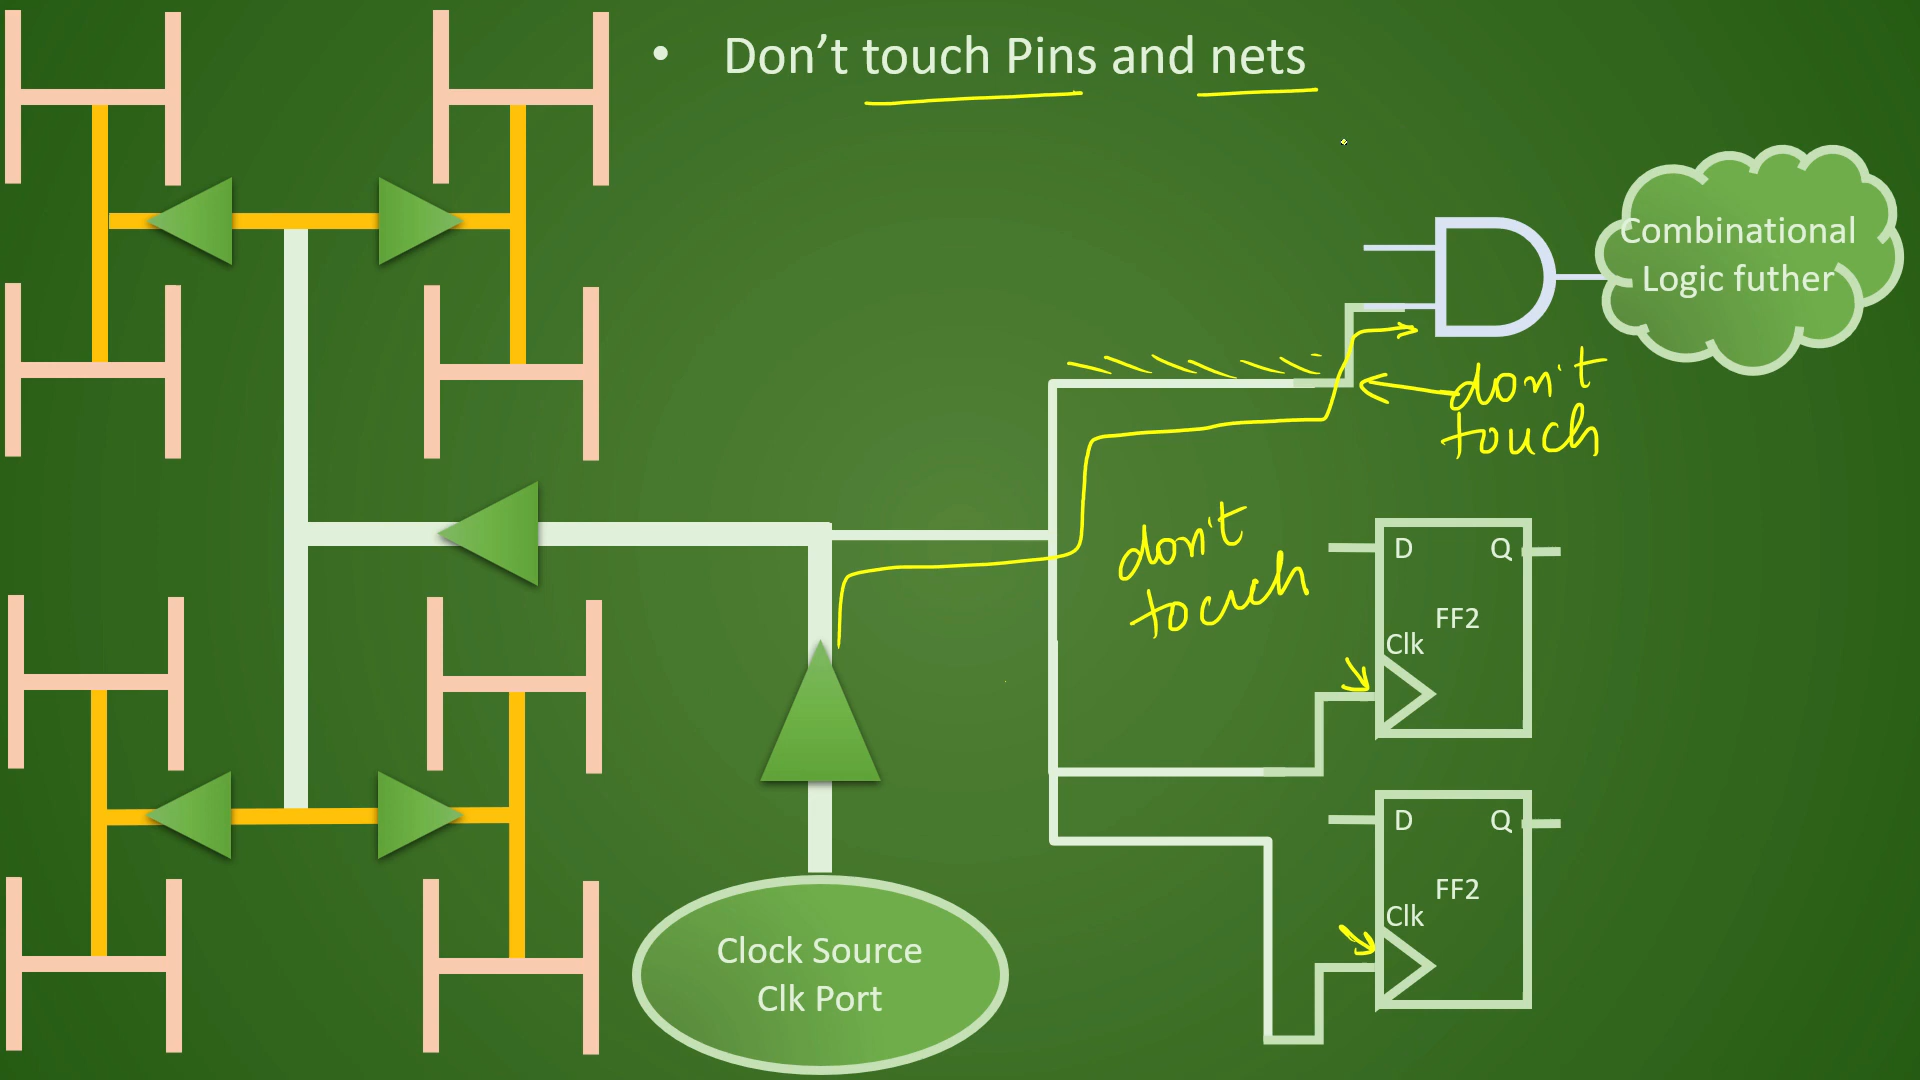 • Don’t touch Pins and nets
Combinational
Logic futher
don't
touch
don't
touch
D Q
FF2
Clk
D Q
FF2
Clk
Clock Source
Clk Port